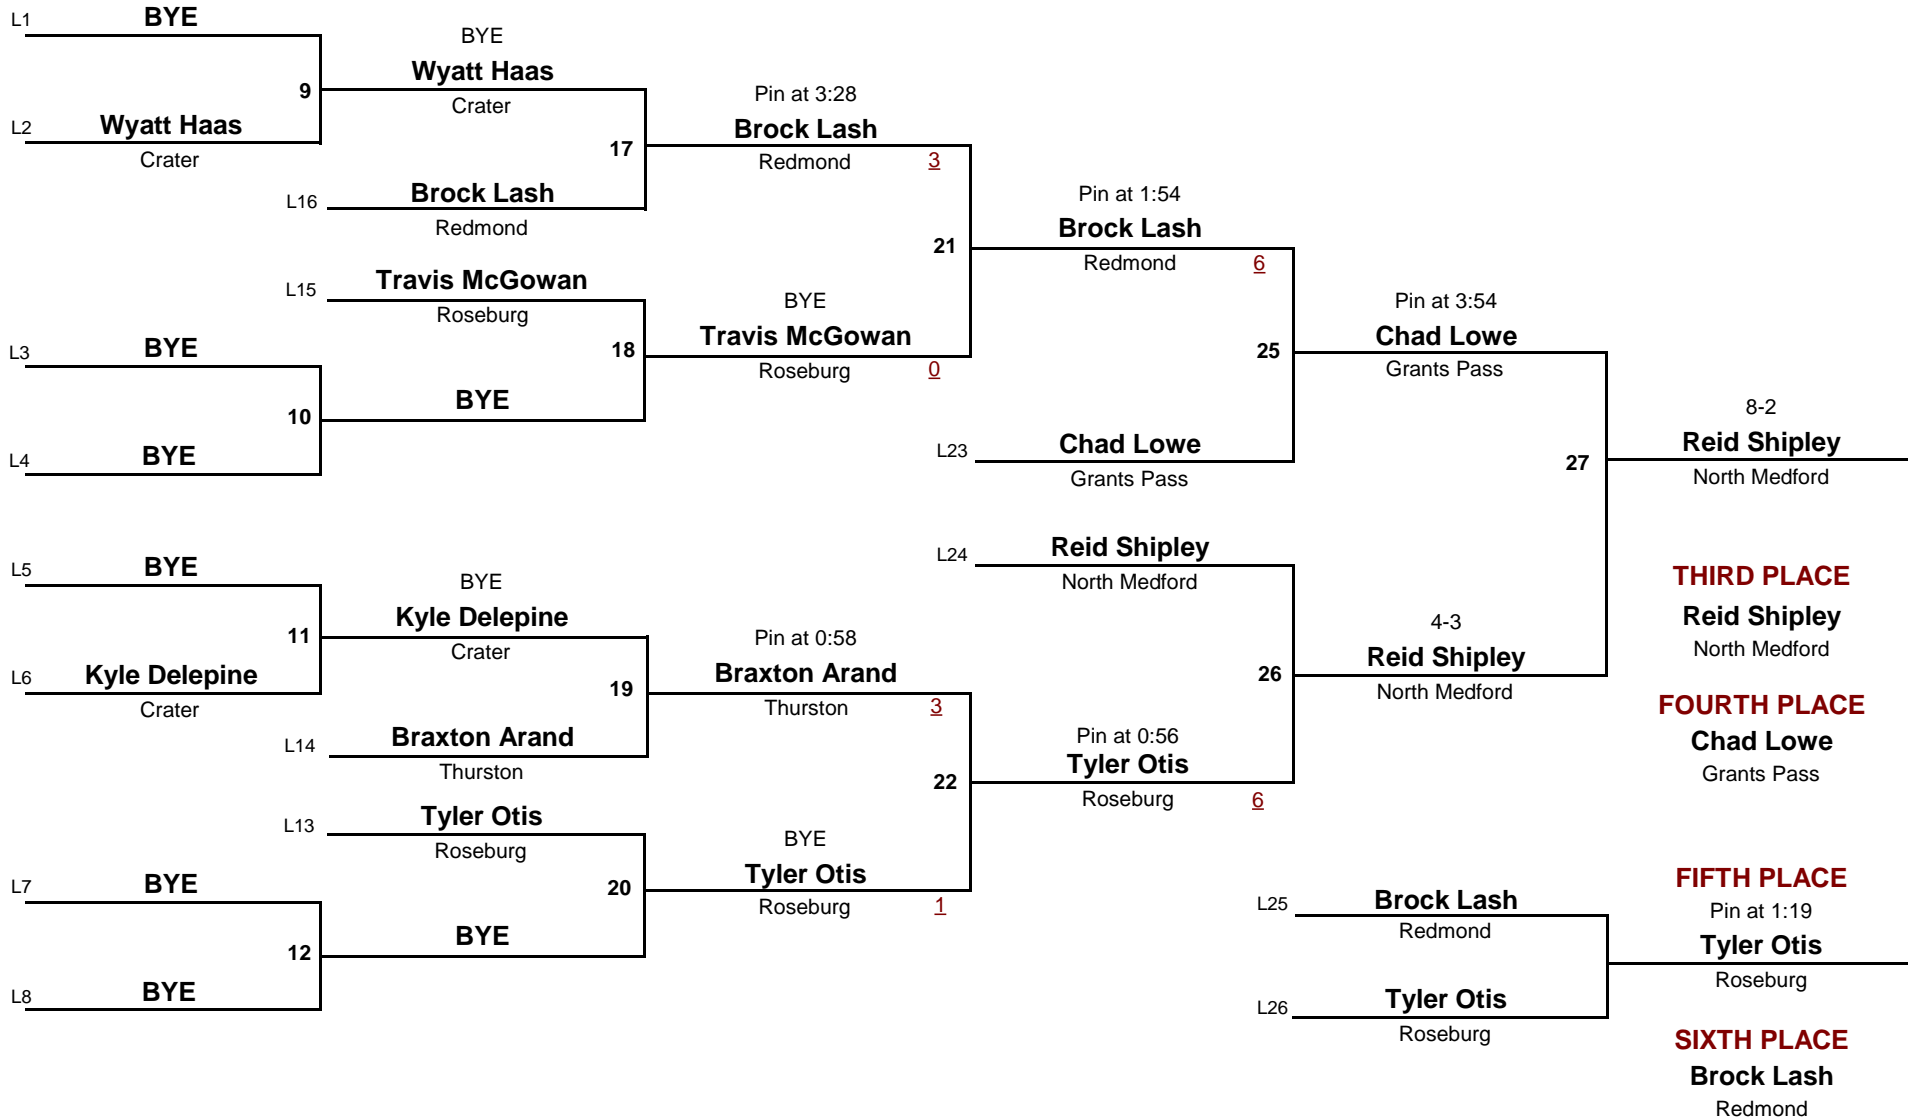 L1
BYE
9
L2
Wyatt Haas
Crater
BYE
Wyatt Haas
Crater
17
L16
Brock Lash
Redmond
Pin at 3:28
Brock Lash
Redmond
3
L15
Travis McGowan
Roseburg
18
L3
BYE
10
L4
BYE
BYE
BYE
Travis McGowan
Roseburg
0
21
Pin at 1:54
Brock Lash
Redmond
6
25
L23
Chad Lowe
Grants Pass
Pin at 3:54
Chad Lowe
Grants Pass
27
8-2
Reid Shipley
North Medford
L5
BYE
11
L6
Kyle Delepine
Crater
BYE
Kyle Delepine
Crater
19
L14
Braxton Arand
Thurston
Pin at 0:58
Braxton Arand
Thurston
3
L13
Tyler Otis
Roseburg
20
L7
BYE
12
L8
BYE
BYE
BYE
Tyler Otis
Roseburg
1
22
L24
Reid Shipley
North Medford
26
Pin at 0:56
Tyler Otis
Roseburg
6
4-3
Reid Shipley
North Medford
THIRD PLACE
Reid Shipley
North Medford
FOURTH PLACE
Chad Lowe
Grants Pass
L25
Brock Lash
Redmond
L26
Tyler Otis
Roseburg
FIFTH PLACE
Pin at 1:19
Tyler Otis
Roseburg
SIXTH PLACE
Brock Lash
Redmond